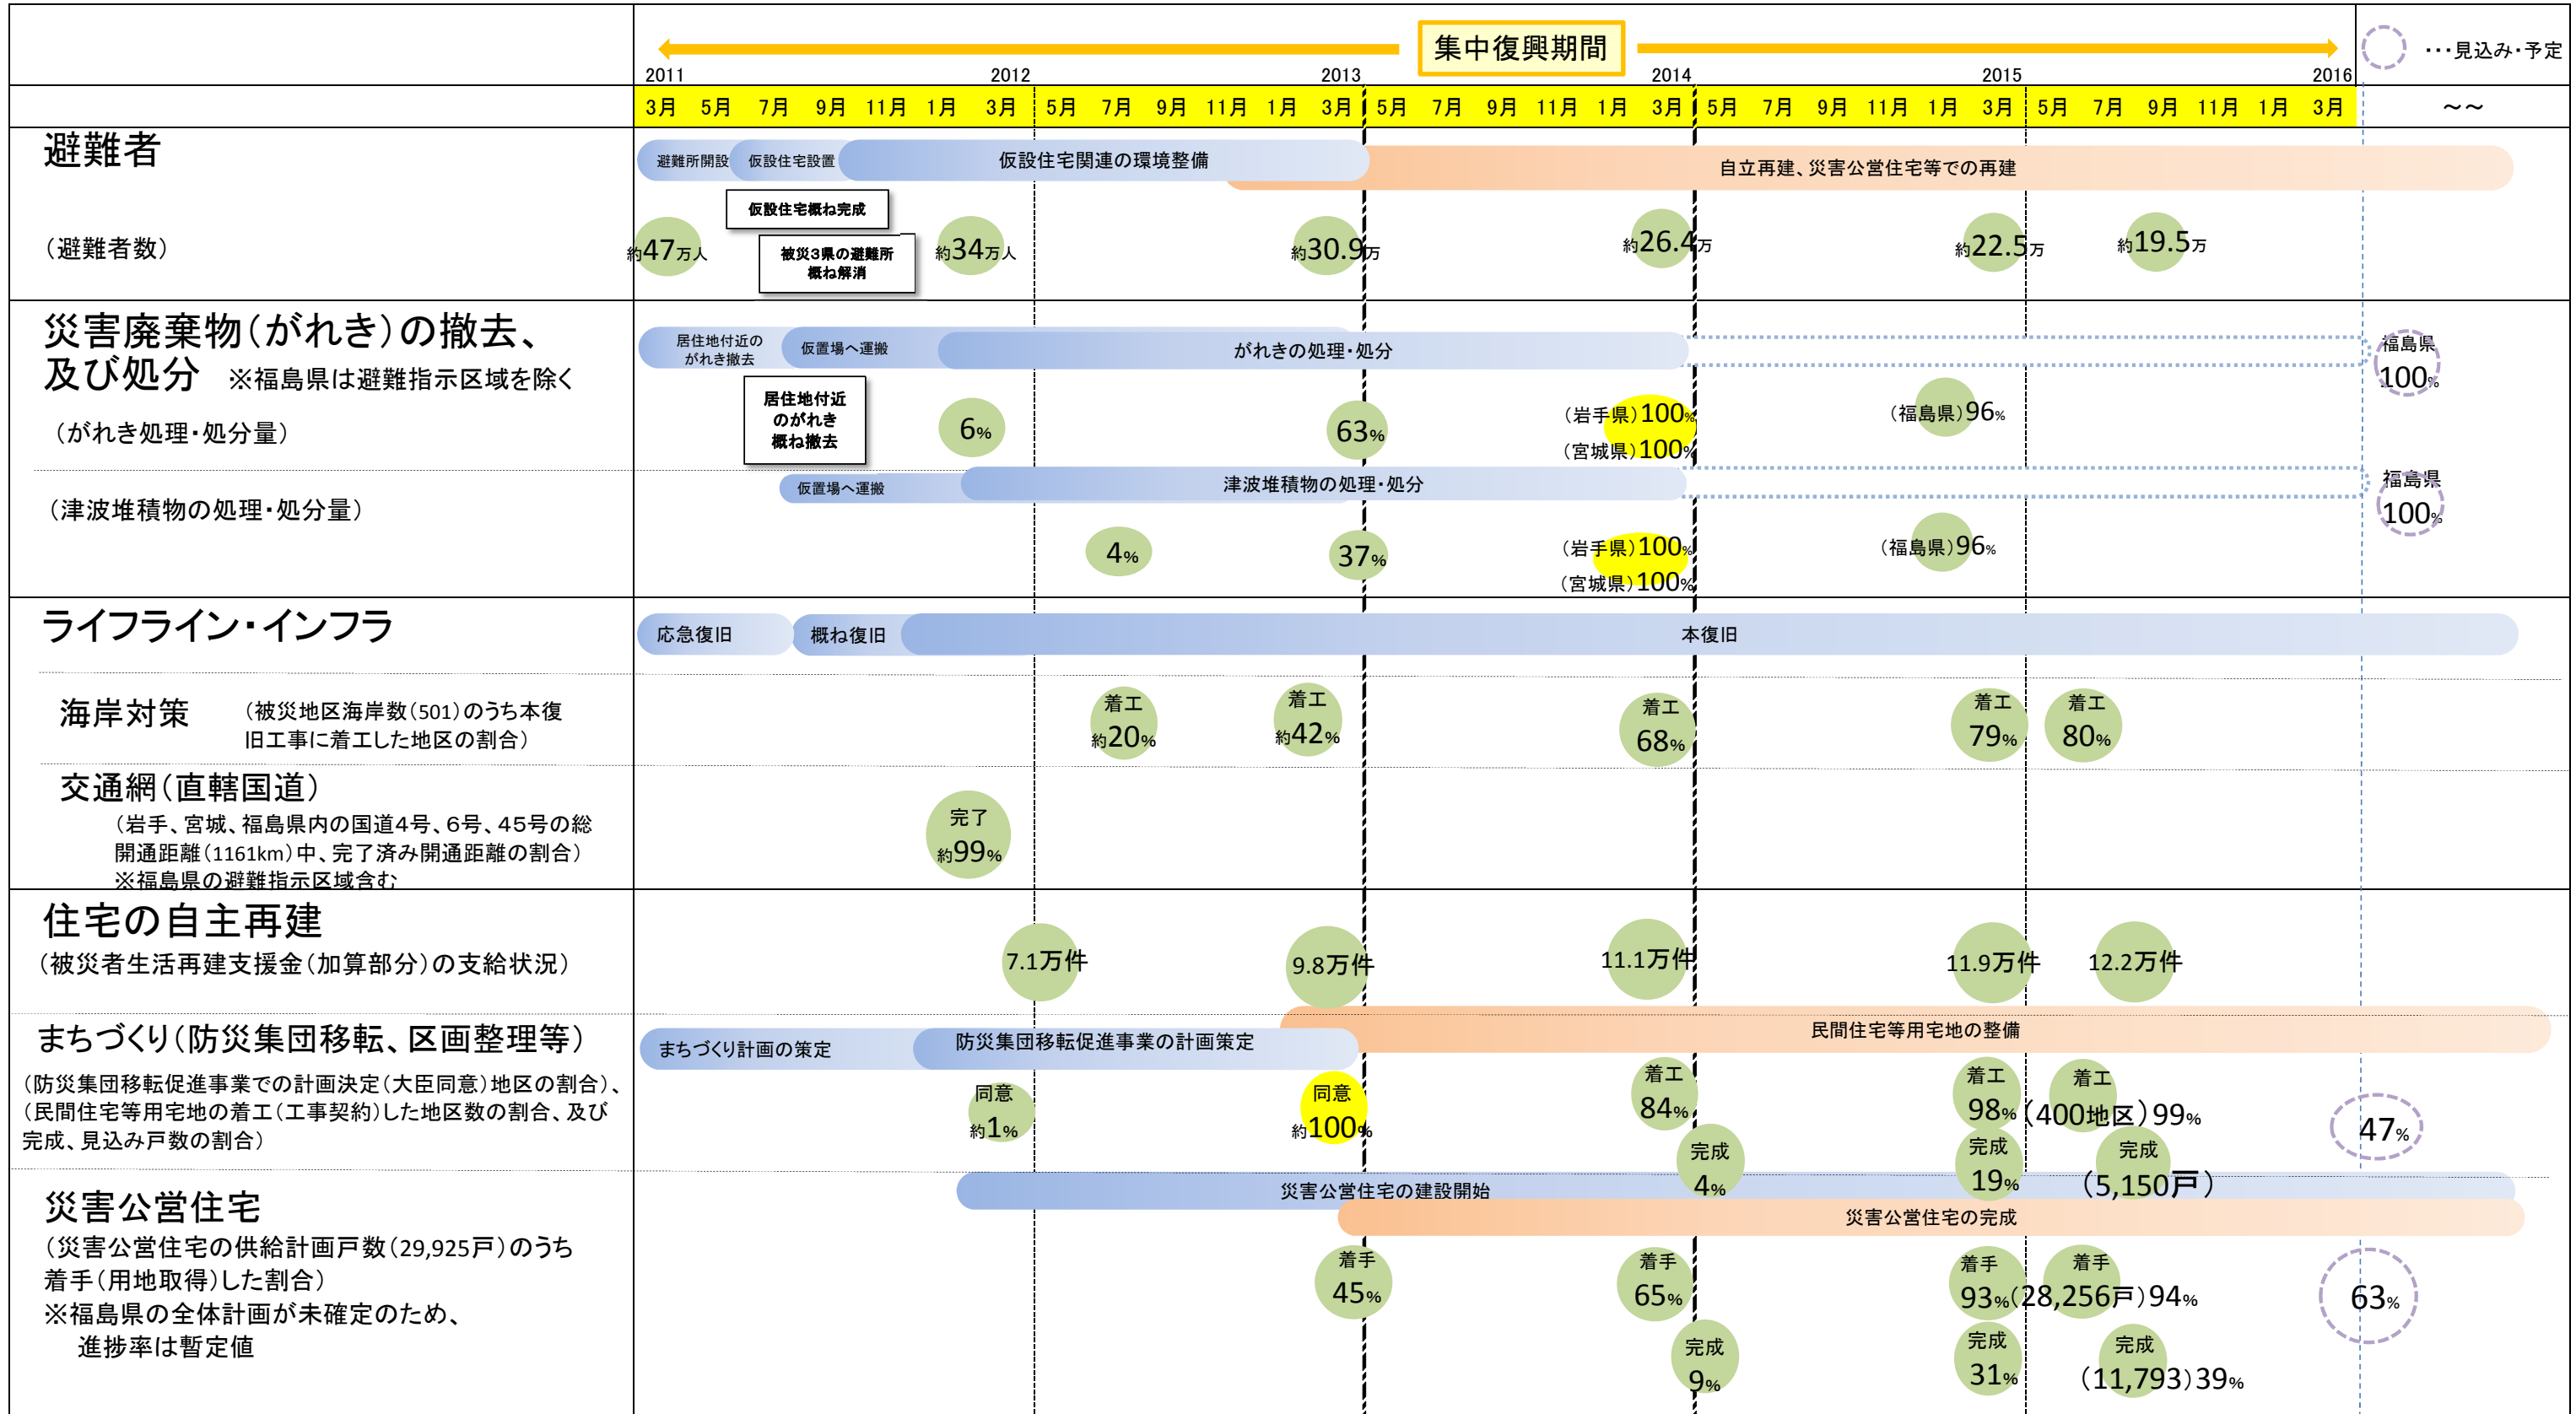 集中復興期間
･･･見込み・予定
2011 2012 2013 2014 2015 2016
3月 5月 7月 9月 11月 1月 3月 5月 7月 9月 11月 1月 3月 5月 7月 9月 11月 1月 3月 5月 7月 9月 11月 1月 3月 5月 7月 9月 11月 1月 3月 ～～
避難者
避難所開設 仮設住宅設置 仮設住宅関連の環境整備 自立再建、災害公営住宅等での再建
仮設住宅概ね完成
（避難者数）
約47万人
被災3県の避難所
概ね解消
約34万人 約30.9万 約26.4万 約22.5万 約19.5万
災害廃棄物（がれき）の撤去、
及び処分 ※福島県は避難指示区域を除く
居住地付近の
がれき撤去
仮置場へ運搬 がれきの処理・処分
福島県
100%
（がれき処理・処分量）
居住地付近
のがれき
概ね撤去
6% 63%
（岩手県）100%
（宮城県）100%
（福島県）96%
（津波堆積物の処理・処分量）
仮置場へ運搬 津波堆積物の処理・処分
福島県
100%
4% 37%
（岩手県）100%
（宮城県）100%
（福島県）96%
ライフライン・インフラ
応急復旧 概ね復旧 本復旧
海岸対策
（被災地区海岸数（501）のうち本復
旧工事に着工した地区の割合）
着工
約20%
着工
約42%
着工
68%
着工
79%
着工
80%
交通網（直轄国道）
（岩手、宮城、福島県内の国道4号、6号、45号の総
開通距離（1161km）中、完了済み開通距離の割合）
※福島県の避難指示区域含む
完了
約99%
住宅の自主再建
（被災者生活再建支援金（加算部分）の支給状況）
7.1万件 9.8万件 11.1万件 11.9万件 12.2万件
まちづくり（防災集団移転、区画整理等）
まちづくり計画の策定 防災集団移転促進事業の計画策定 民間住宅等用宅地の整備
（防災集団移転促進事業での計画決定（大臣同意）地区の割合）、
（民間住宅等用宅地の着工（工事契約）した地区数の割合、及び
完成、見込み戸数の割合）
同意
約1%
同意
約100%
着工
84%
着工
98%
着工
（400地区）99%
47%
完成
4%
完成
19%
完成
（5,150戸）
災害公営住宅
災害公営住宅の建設開始
災害公営住宅の完成
（災害公営住宅の供給計画戸数（29,925戸）のうち
着手（用地取得）した割合）
※福島県の全体計画が未確定のため、
進捗率は暫定値
着手
45%
着手
65%
着手
93%
着手
（28,256戸）94%
63%
完成
9%
完成
31%
完成
（11,793）39%